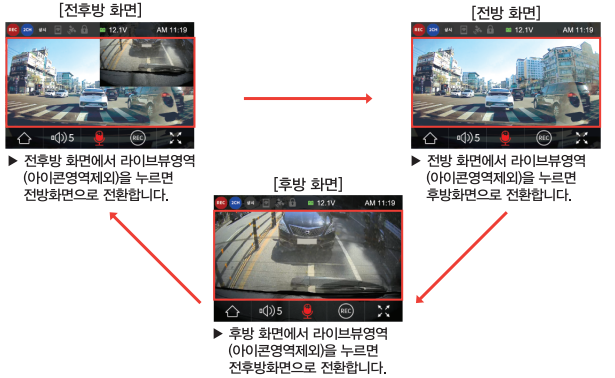 [전후방 화면]
REC 2CH 상시 12.1V AM 11:19
5 REC
▶ 전후방 화면에서 라이브뷰영역
(아이콘영역제외)을 누르면
전방화면으로 전환합니다.
[전방 화면]
REC 2CH 상시 12.1V AM 11:19
5 REC
▶ 전방 화면에서 라이브뷰영역
(아이콘영역제외)을 누르면
후방화면으로 전환합니다.
[후방 화면]
REC 2CH 상시 12.1V AM 11:19
5 REC
▶ 후방 화면에서 라이브뷰영역
(아이콘영역제외)을 누르면
전후방화면으로 전환합니다.